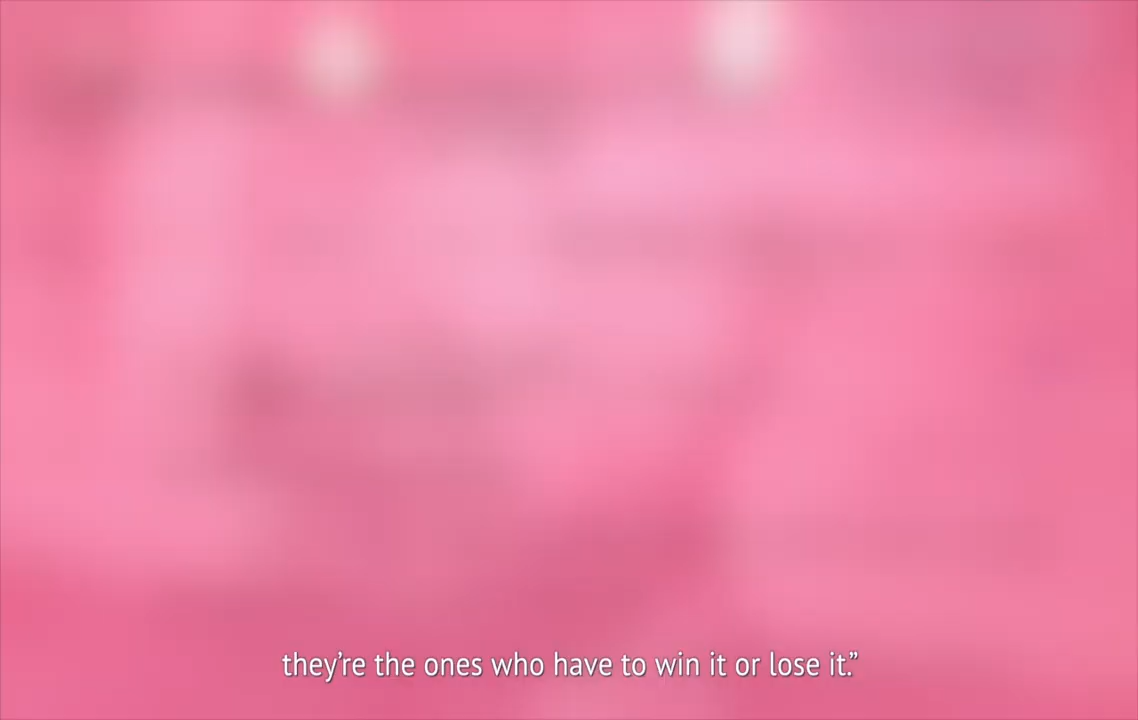 they’re the ones who have to win it or lose it.”